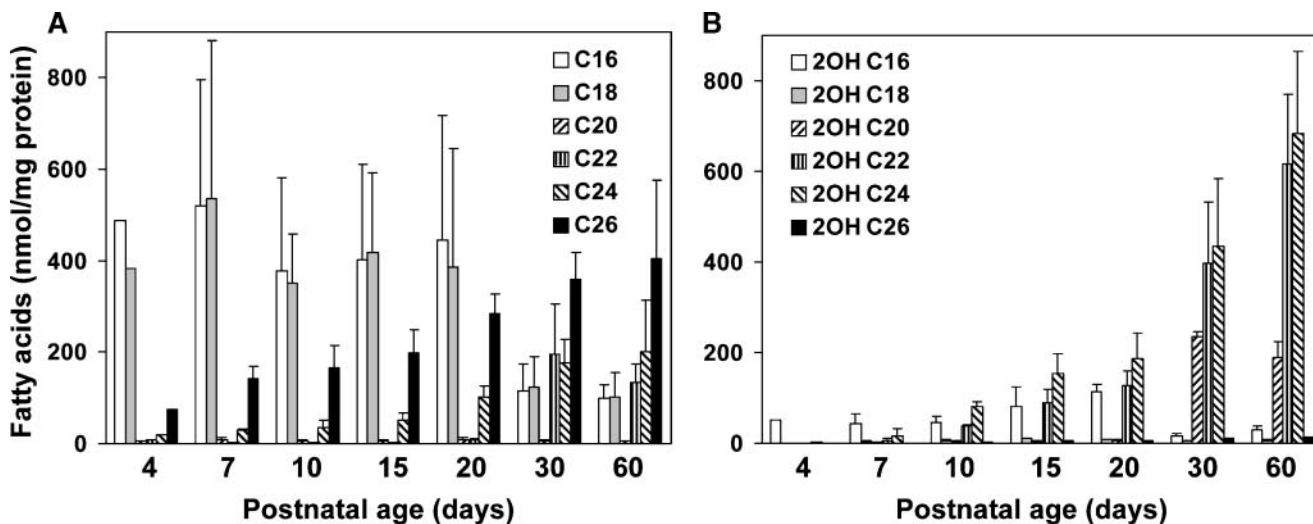 A
Fatty acids (nmol/mg protein)
800
600
400
200
0
C16
C18
C20
C22
C24
C26
4 7 10 15 20 30 60
Postnatal age (days)
B
800
600
400
200
0
2OH C16
2OH C18
2OH C20
2OH C22
2OH C24
2OH C26
4 7 10 15 20 30 60
Postnatal age (days)